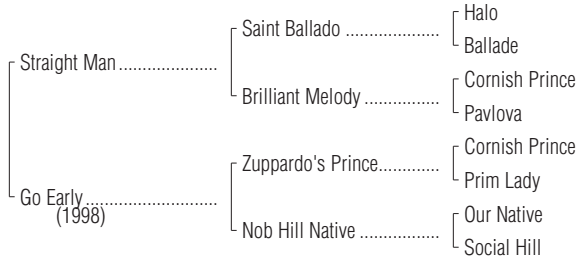 Halo
Saint Ballado ....................
Ballade
Straight Man .....................
Cornish Prince
Brilliant Melody ................
Pavlova
Cornish Prince
Zuppardo's Prince.............
Prim Lady
Go Early ............................
(1998)
Our Native
Nob Hill Native .................
Social Hill